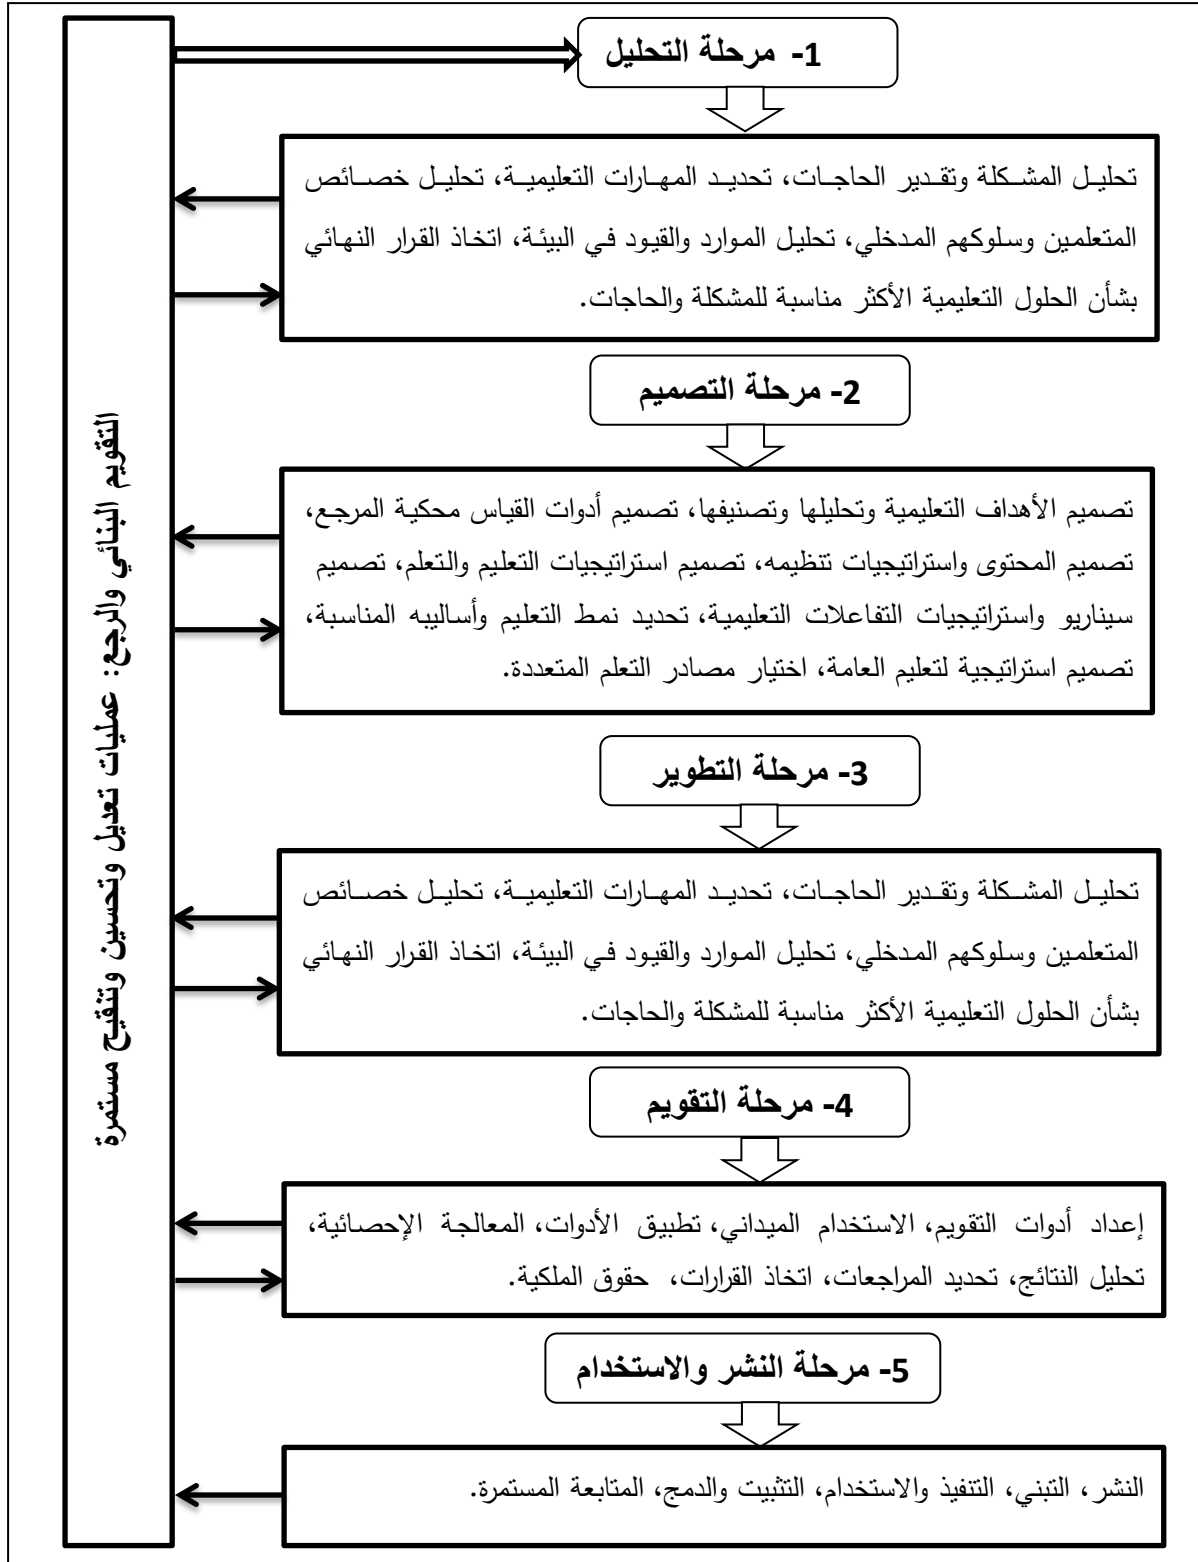 1- مرحلة التحليل
تحليل المشكلة وتقدير الحاجات، تحديد المهارات التعليمية، تحليل خصائص
المتعلمين وسلوكهم المدخلي، تحليل الموارد والقيود في البيئة، اتخاذ القرار النهائي
بشأن الحلول التعليمية الأكثر مناسبة للمشكلة والحاجات.
2- مرحلة التصميم
تصميم الأهداف التعليمية وتحليلها وتصنيفها، تصميم أدوات القياس محكية المرجع،
تصميم المحتوى واستراتيجيات تنظيمه، تصميم استراتيجيات التعليم والتعلم، تصميم
سيناريو واستراتيجيات التفاعلات التعليمية، تحديد نمط التعليم وأساليبه المناسبة،
تصميم استراتيجية لتعليم العامة، اختيار مصادر التعلم المتعددة.
3- مرحلة التطوير
تحليل المشكلة وتقدير الحاجات، تحديد المهارات التعليمية، تحليل خصائص
المتعلمين وسلوكهم المدخلي، تحليل الموارد والقيود في البيئة، اتخاذ القرار النهائي
بشأن الحلول التعليمية الأكثر مناسبة للمشكلة والحاجات.
4- مرحلة التقويم
إعداد أدوات التقويم، الاستخدام الميداني، تطبيق الأدوات، المعالجة الإحصائية،
تحليل النتائج، تحديد المراجعات، اتخاذ القرارات، حقوق الملكية.
5- مرحلة النشر والاستخدام
النشر، التبني، التنفيذ والاستخدام، التثبيت والدمج، المتابعة المستمرة.
التقويم البنائي والرجع: عمليات تعديل وتحسين وتنقيح مستمرة